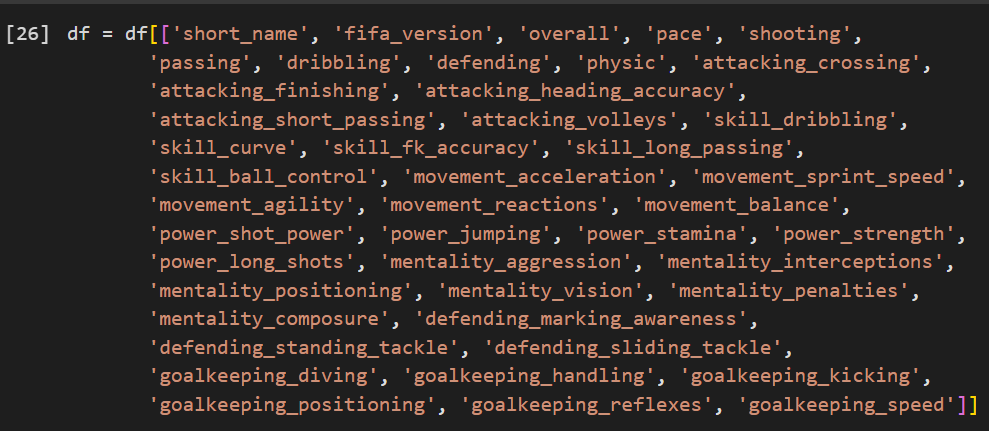 [26] df = df[['short_name', 'fifa_version', 'overall', 'pace', 'shooting',
'passing', 'dribbling', 'defending', 'physic', 'attacking_crossing',
'attacking_finishing', 'attacking_heading_accuracy',
'attacking_short_passing', 'attacking_volleys', 'skill_dribbling',
'skill_curve', 'skill_fk_accuracy', 'skill_long_passing',
'skill_ball_control', 'movement_acceleration', 'movement_sprint_speed',
'movement_agility', 'movement_reactions', 'movement_balance',
'power_shot_power', 'power_jumping', 'power_stamina', 'power_strength',
'power_long_shots', 'mentality_aggression', 'mentality_interceptions',
'mentality_positioning', 'mentality_vision', 'mentality_penalties',
'mentality_composure', 'defending_marking_awareness',
'defending_standing_tackle', 'defending_sliding_tackle',
'goalkeeping_diving', 'goalkeeping_handling', 'goalkeeping_kicking',
'goalkeeping_positioning', 'goalkeeping_reflexes', 'goalkeeping_speed']]